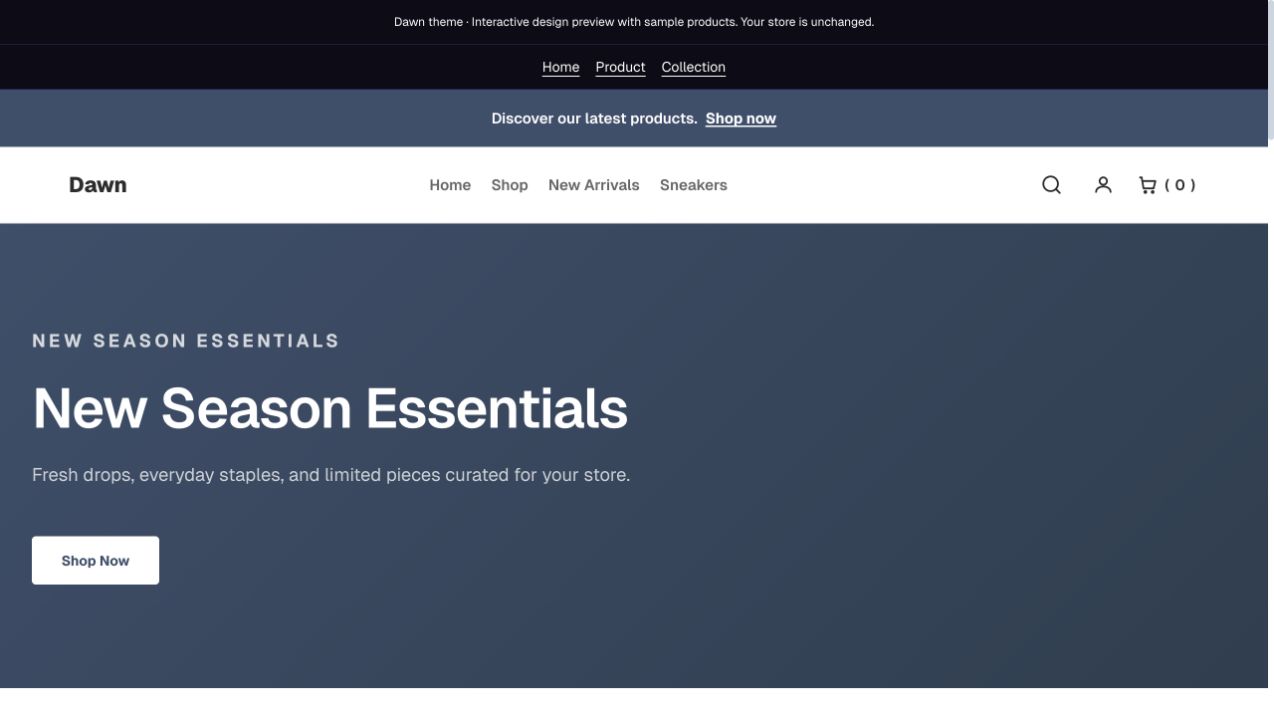 Dawn theme · Interactive design preview with sample products. Your store is unchanged.
Home Product Collection
Discover our latest products. Shop now
Dawn Home Shop New Arrivals Sneakers ( 0 )
NEW SEASON ESSENTIALS
New Season Essentials
Fresh drops, everyday staples, and limited pieces curated for your store.
Shop Now